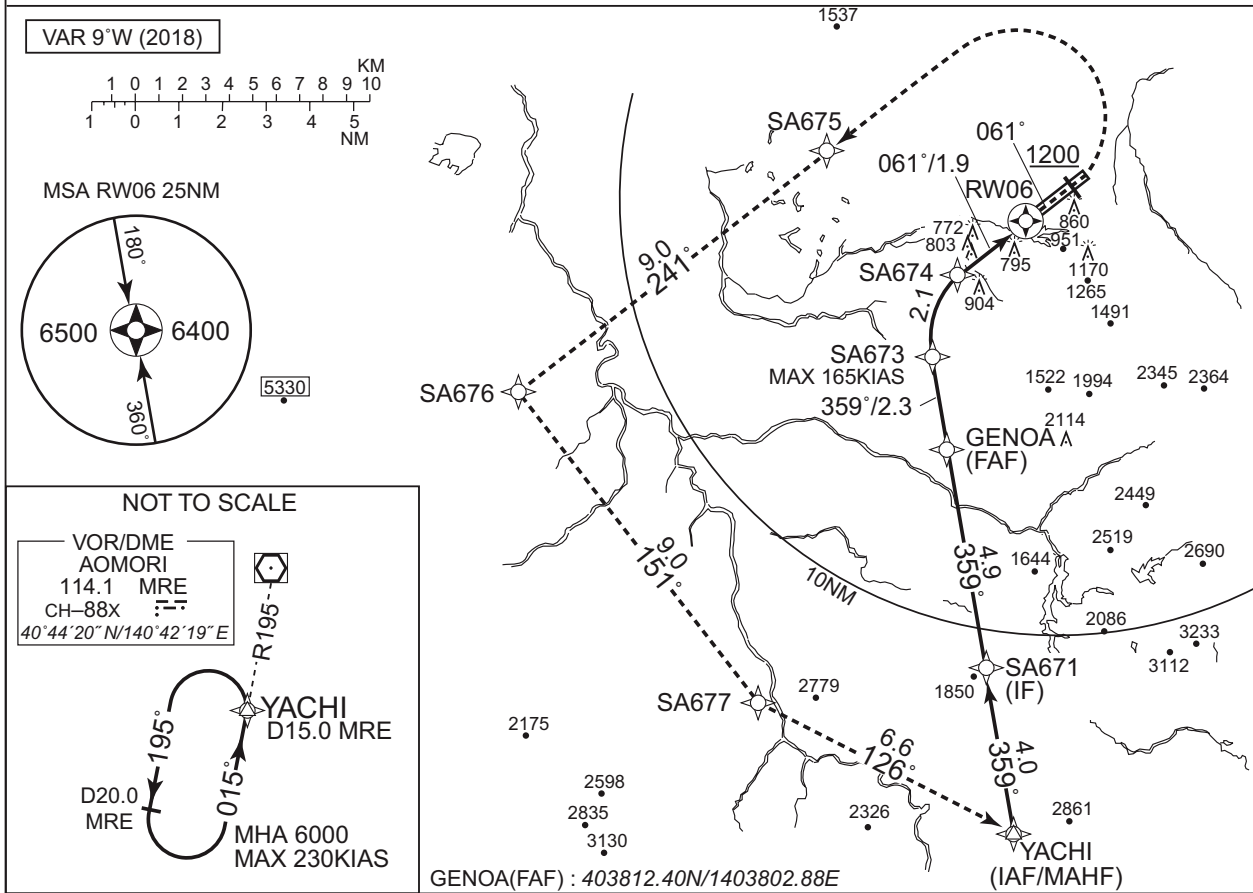 VAR 9°W (2018)
KM
1 0 1 2 3 4 5 6 7 8 9 10
1 0 1 2 3 4 5
NM
MSA RW06 25NM
180°
6500
6400
360°
5330
NOT TO SCALE
VOR/DME
AOMORI
114.1 MRE
CH–88X
40°44′20″N/140°42′19″E
R195
YACHI
D15.0 MRE
195°
015°
D20.0
MRE
MHA 6000
MAX 230KIAS
1537
SA675
061°
1200
061°/1.9
RW06
772
803
860
951
795
1170
1265
SA674
904
1491
2.1
9.0
241°
SA673
MAX 165KIAS
1522
1994
2345
2364
SA676
359°/2.3
2114
GENOA
(FAF)
2449
2519
2690
4.9
359°
1644
9.0
151°
10NM
2086
3233
3112
SA671
(IF)
1850
SA677
2779
2175
6.6
126°
4.0
359°
2598
2835
3130
2326
2861
YACHI
(IAF/MAHF)
GENOA(FAF) : 403812.40N/1403802.88E